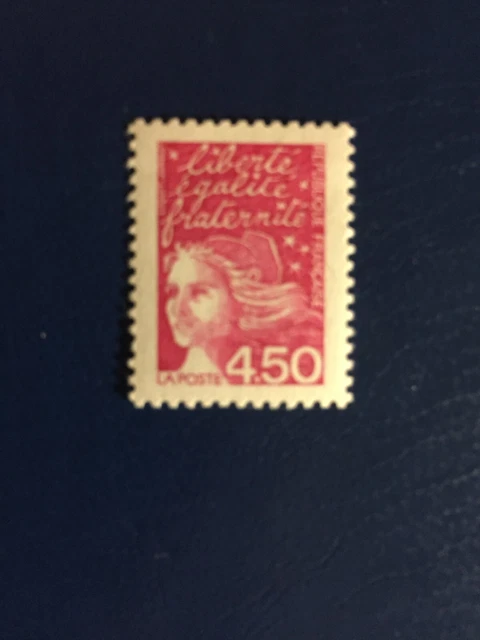 liberté
égalité
fraternité
RÉPUBLIQUE FRANÇAISE
LA POSTE
4,50